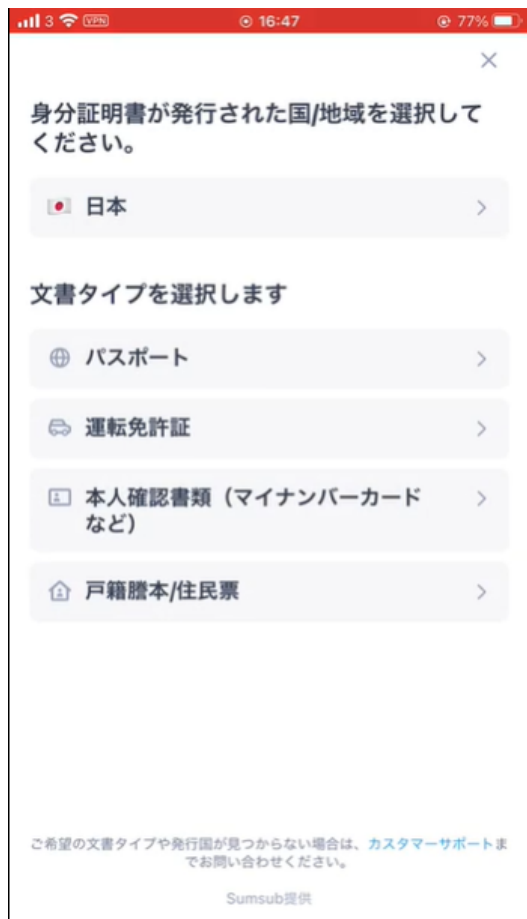 3 VPN 16:47 77%
身分証明書が発行された国/地域を選択して
ください。
日本
文書タイプを選択します
パスポート
運転免許証
本人確認書類（マイナンバーカード
など）
戸籍謄本/住民票
ご希望の文書タイプや発行国が見つからない場合は、カスタマーサポートま
でお問い合わせください。
Sumsub提供